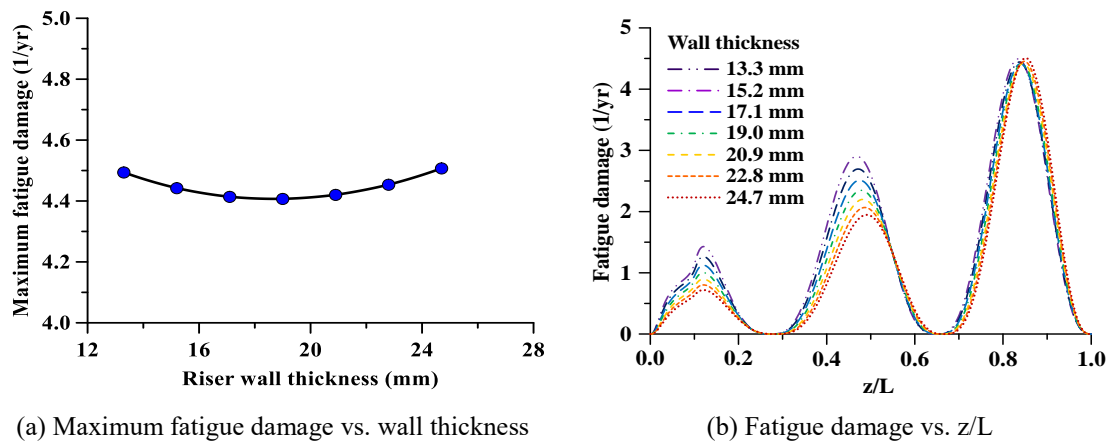 5.0
4.8
4.6
4.4
4.2
4.0
Maximum fatigue damage (1/yr)
12
16
20
24
28
Riser wall thickness (mm)
(a) Maximum fatigue damage vs. wall thickness
5
4
3
2
1
0
Fatigue damage (1/yr)
Wall thickness
13.3 mm
15.2 mm
17.1 mm
19.0 mm
20.9 mm
22.8 mm
24.7 mm
0.0
0.2
0.4
0.6
0.8
1.0
z/L
(b) Fatigue damage vs. z/L